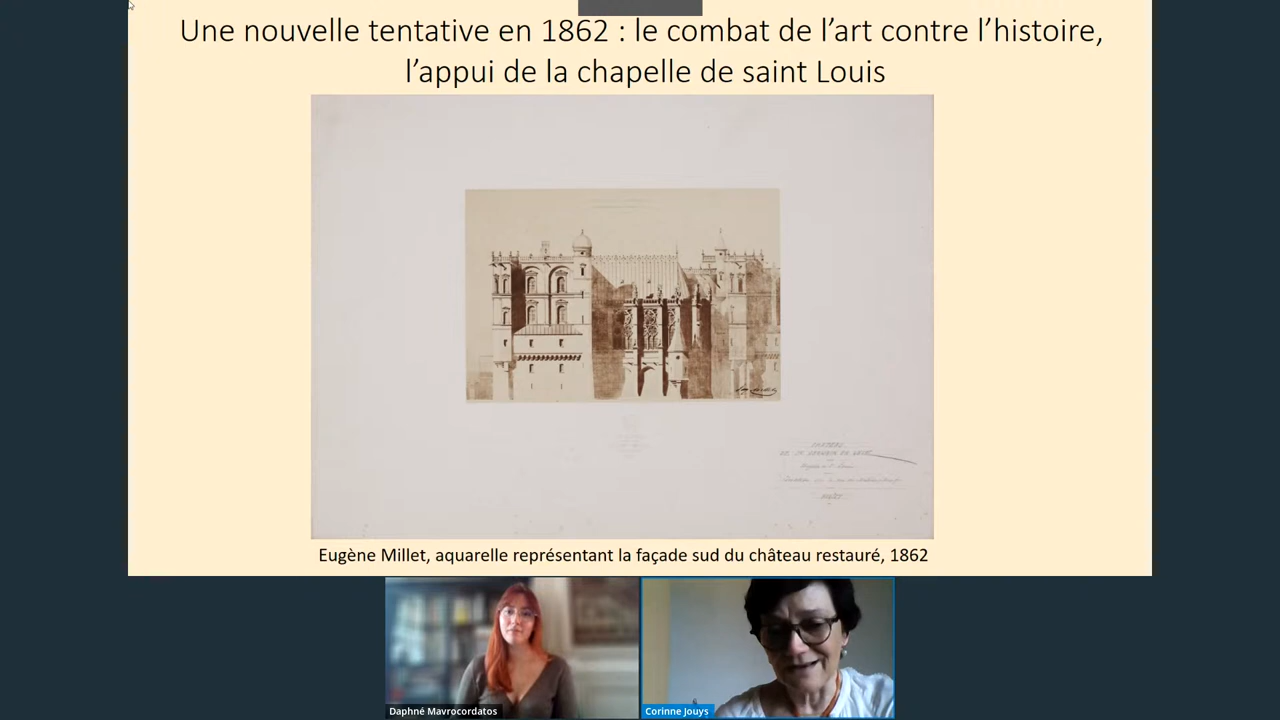 Une nouvelle tentative en 1862 : le combat de l’art contre l’histoire,
l’appui de la chapelle de saint Louis
Eugène Millet, aquarelle représentant la façade sud du château restauré, 1862
Daphné Mavrocordatos
Corinne Jouys